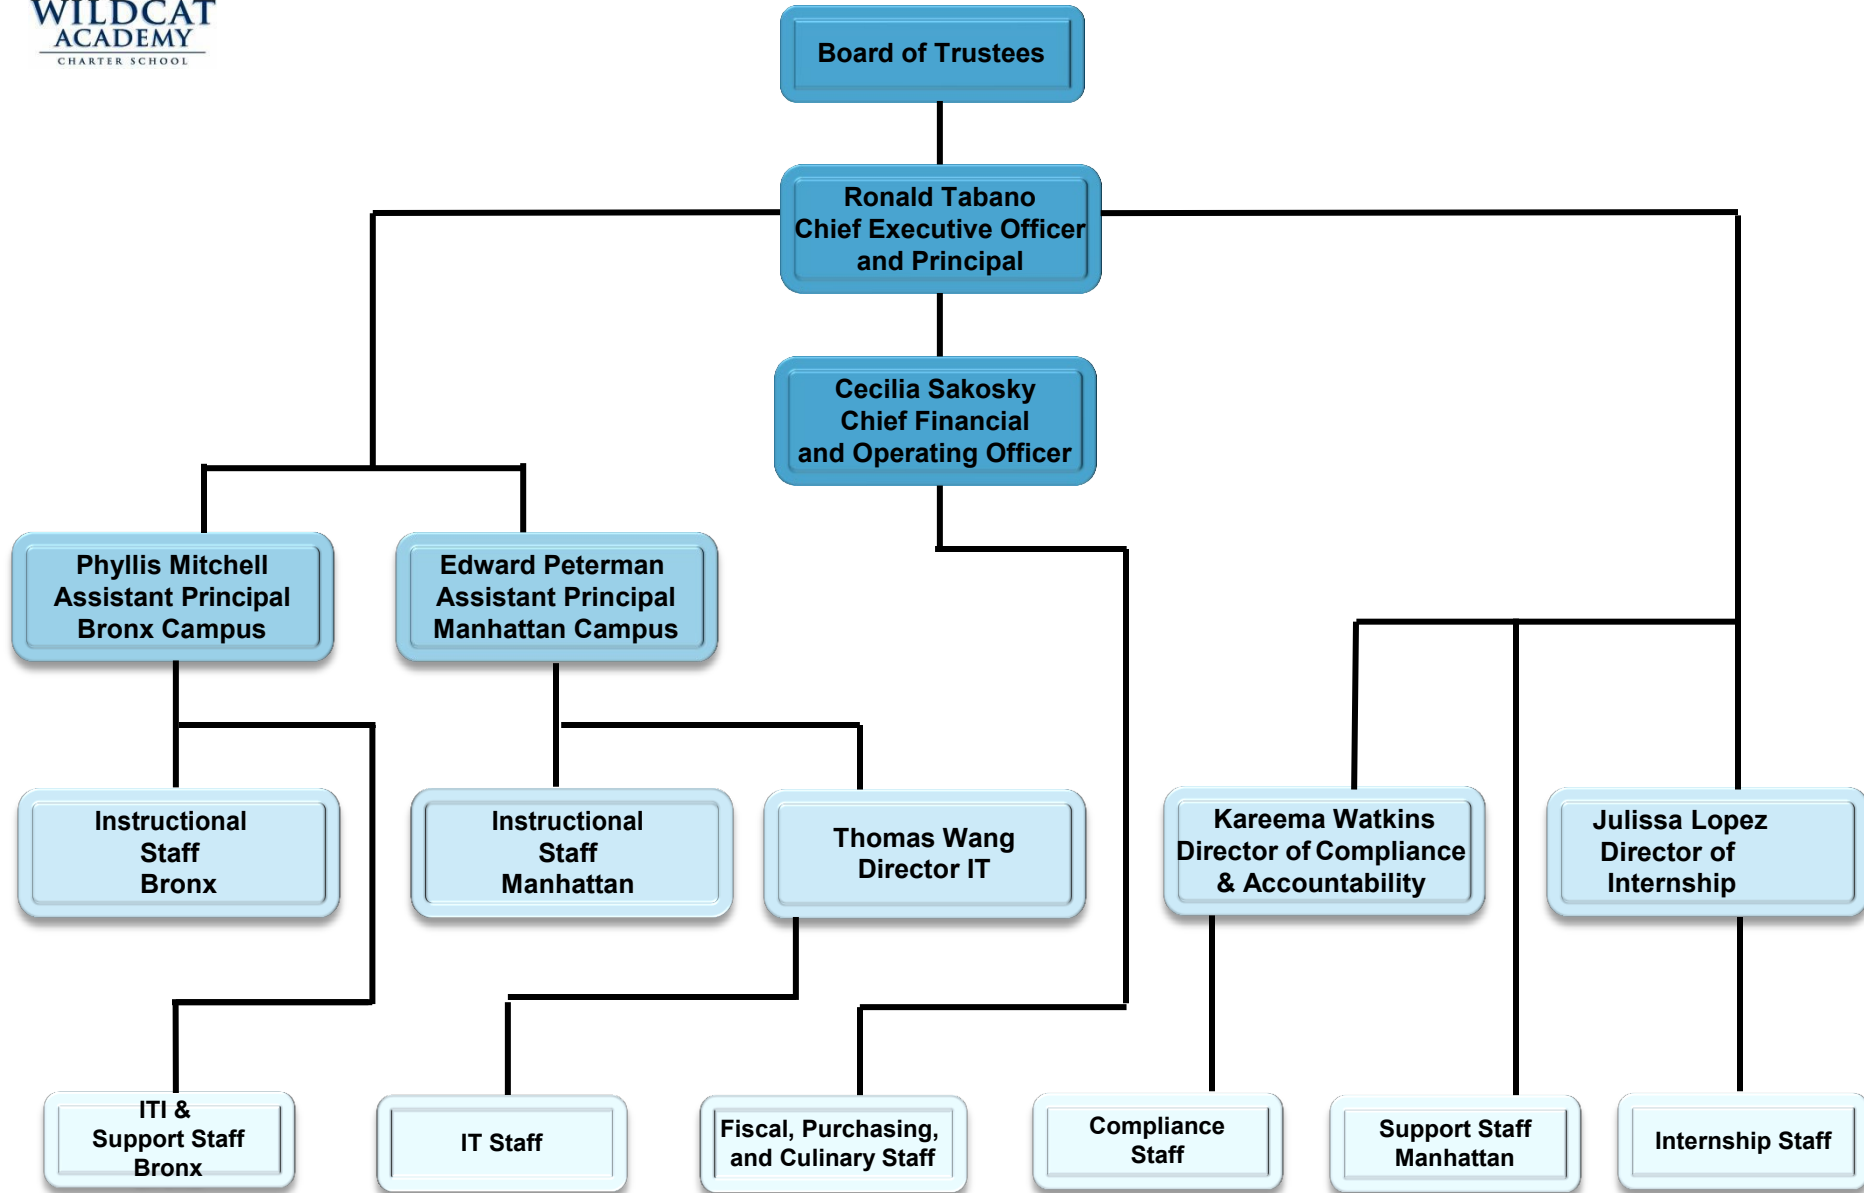 WILDCAT
ACADEMY
CHARTER SCHOOL
Board of Trustees
Ronald Tabano
Chief Executive Officer
and Principal
Cecilia Sakosky
Chief Financial
and Operating Officer
Phyllis Mitchell
Assistant Principal
Bronx Campus
Edward Peterman
Assistant Principal
Manhattan Campus
Instructional
Staff
Bronx
Instructional
Staff
Manhattan
Thomas Wang
Director IT
Kareema Watkins
Director of Compliance
& Accountability
Julissa Lopez
Director of
Internship
ITI &
Support Staff
Bronx
IT Staff
Fiscal, Purchasing,
and Culinary Staff
Compliance
Staff
Support Staff
Manhattan
Internship Staff